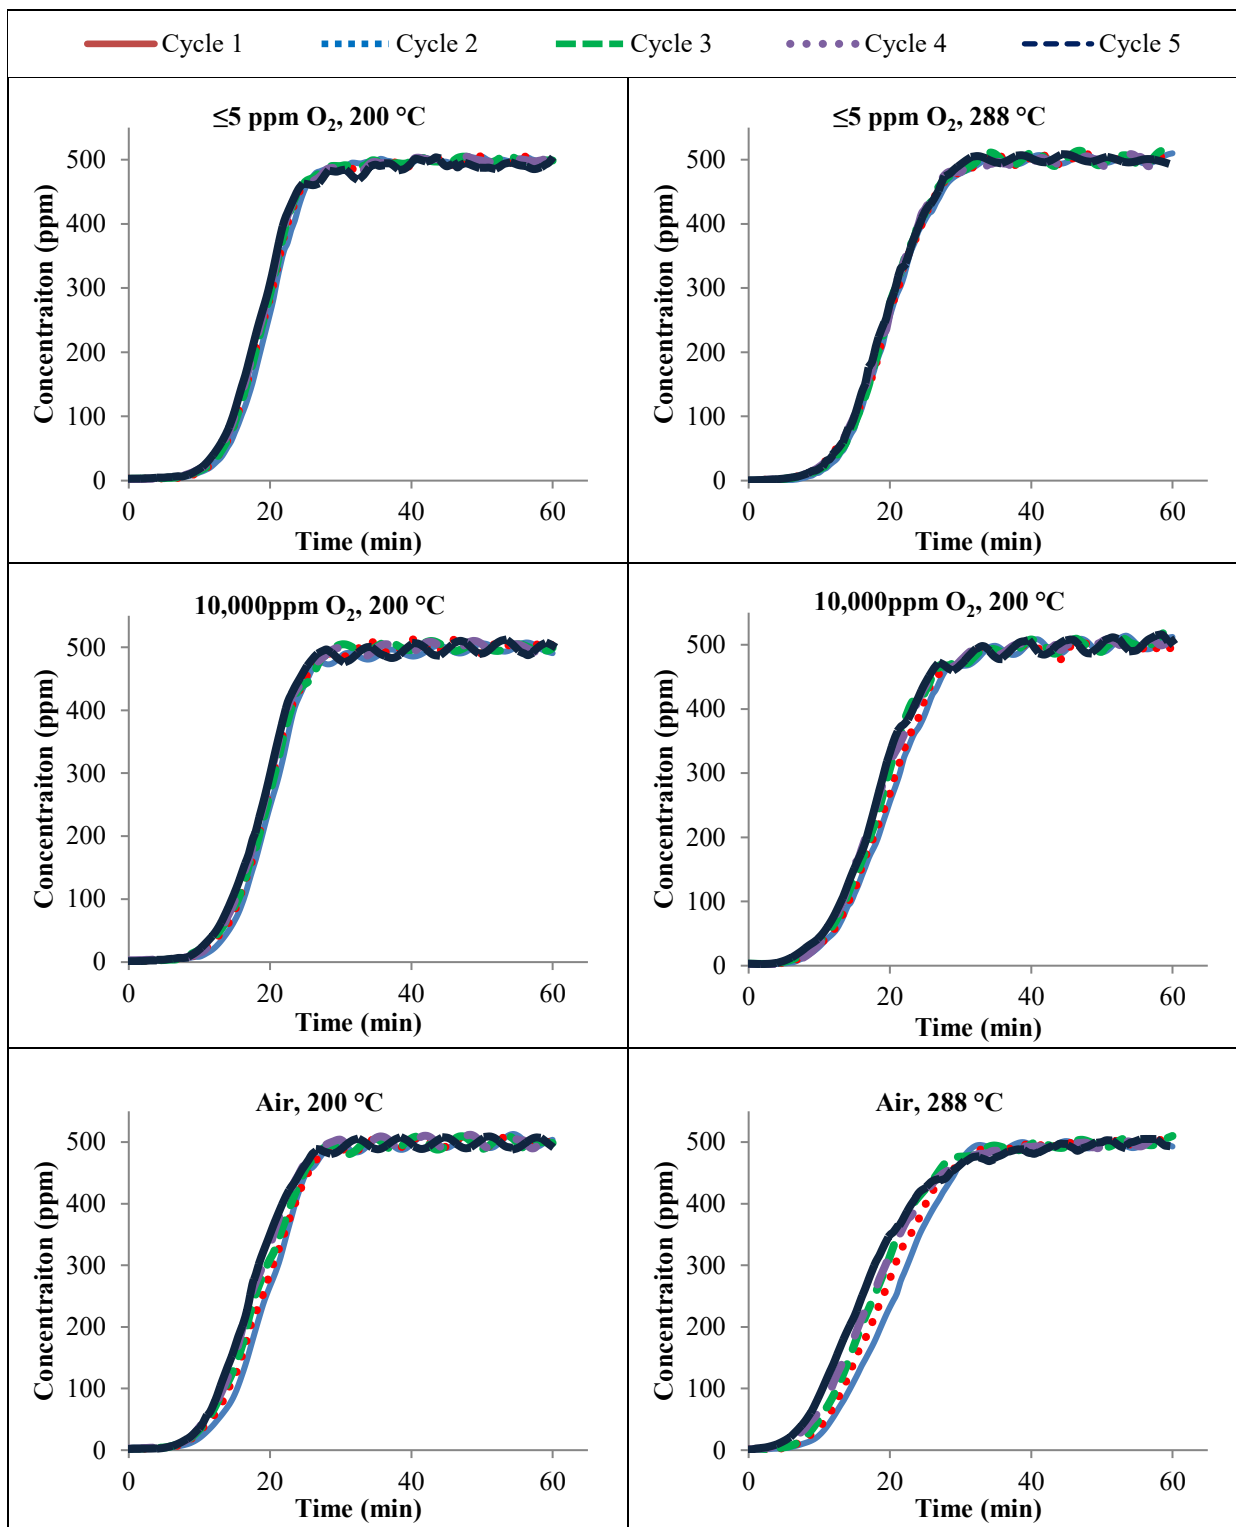 Cycle 1 Cycle 2 Cycle 3 Cycle 4 Cycle 5
≤5 ppm O₂, 200 °C
500
400
300
200
100
0
0 20 40 60
Concentraiton (ppm)
Time (min)
≤5 ppm O₂, 288 °C
500
400
300
200
100
0
0 20 40 60
Concentraiton (ppm)
Time (min)
10,000ppm O₂, 200 °C
500
400
300
200
100
0
0 20 40 60
Concentraiton (ppm)
Time (min)
10,000ppm O₂, 200 °C
500
400
300
200
100
0
0 20 40 60
Concentraiton (ppm)
Time (min)
Air, 200 °C
500
400
300
200
100
0
0 20 40 60
Concentraiton (ppm)
Time (min)
Air, 288 °C
500
400
300
200
100
0
0 20 40 60
Concentraiton (ppm)
Time (min)